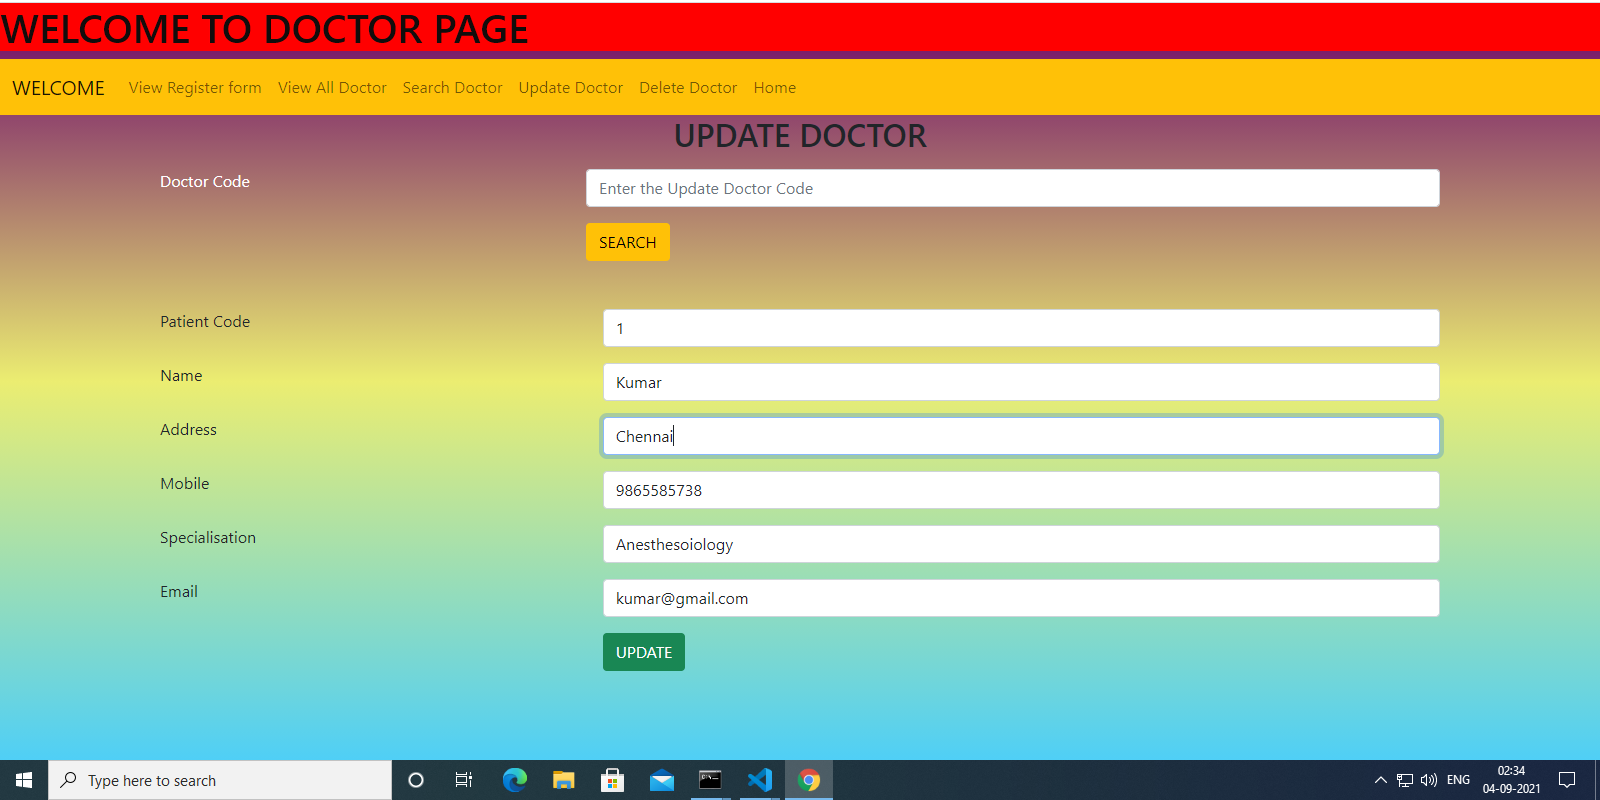 WELCOME TO DOCTOR PAGE
WELCOME View Register form View All Doctor Search Doctor Update Doctor Delete Doctor Home
UPDATE DOCTOR
Doctor Code Enter the Update Doctor Code
SEARCH
Patient Code 1
Name Kumar
Address Chennai
Mobile 9865585738
Specialisation Anesthesoiology
Email kumar@gmail.com
UPDATE
Type here to search ENG 02:34
04-09-2021